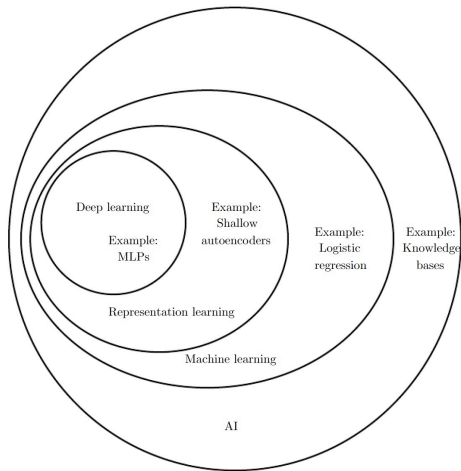 Deep learning
Example:
MLPs
Example:
Shallow
autoencoders
Example:
Logistic
regression
Example:
Knowledge
bases
Representation learning
Machine learning
AI